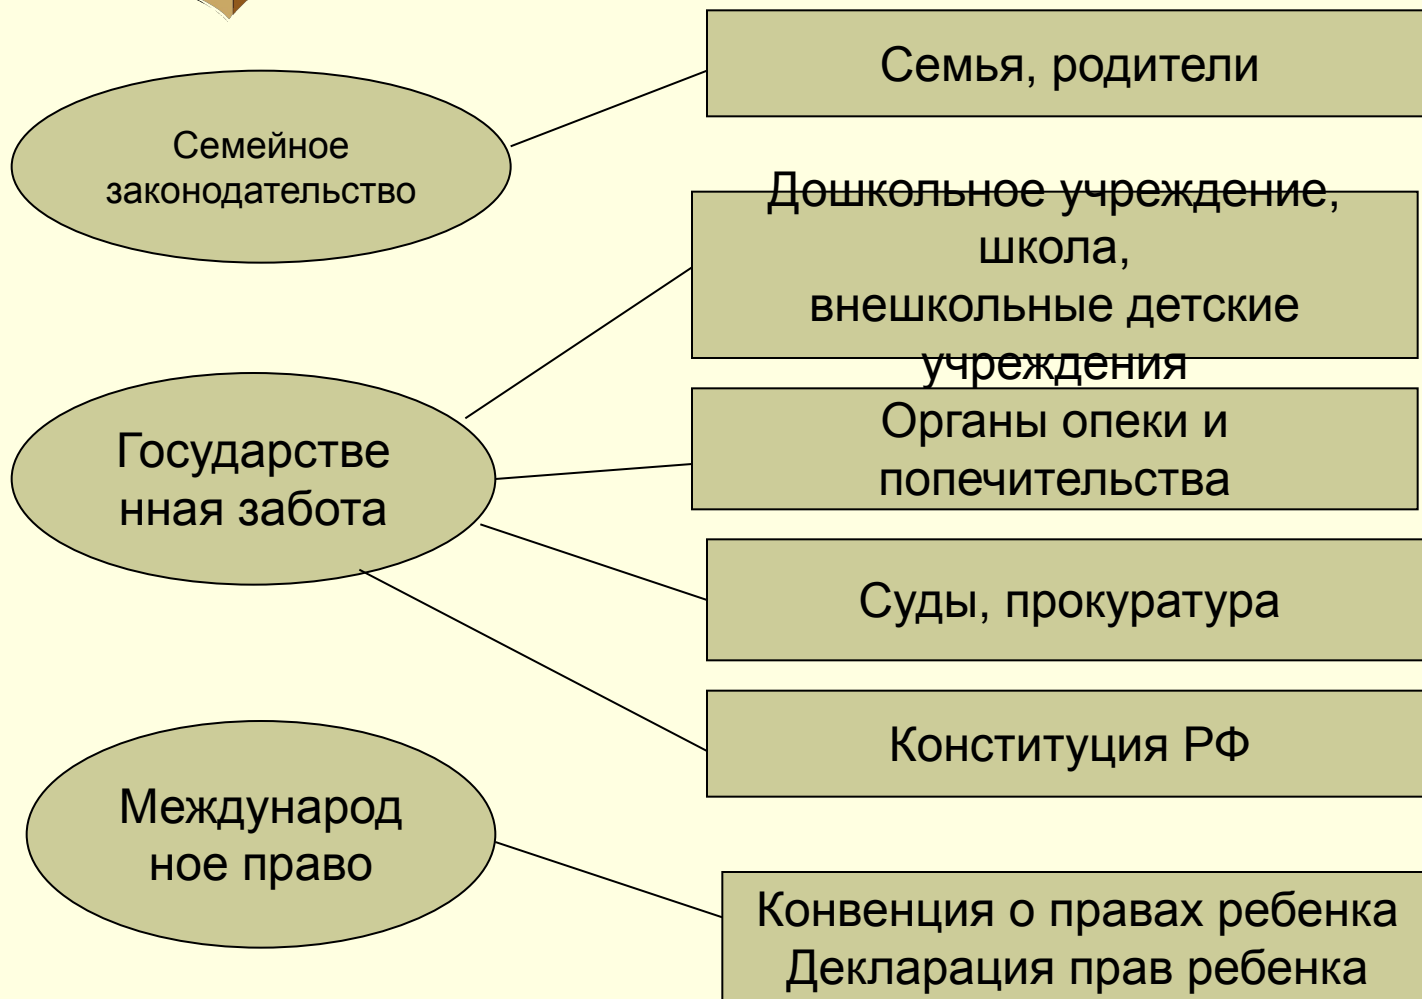 Семья, родители
Семейное
законодательство
Дошкольное учреждение,
школа,
внешкольные детские
учреждения
Органы опеки и
попечительства
Государстве
нная забота
Суды, прокуратура
Конституция РФ
Международ
ное право
Конвенция о правах ребенка
Декларация прав ребенка